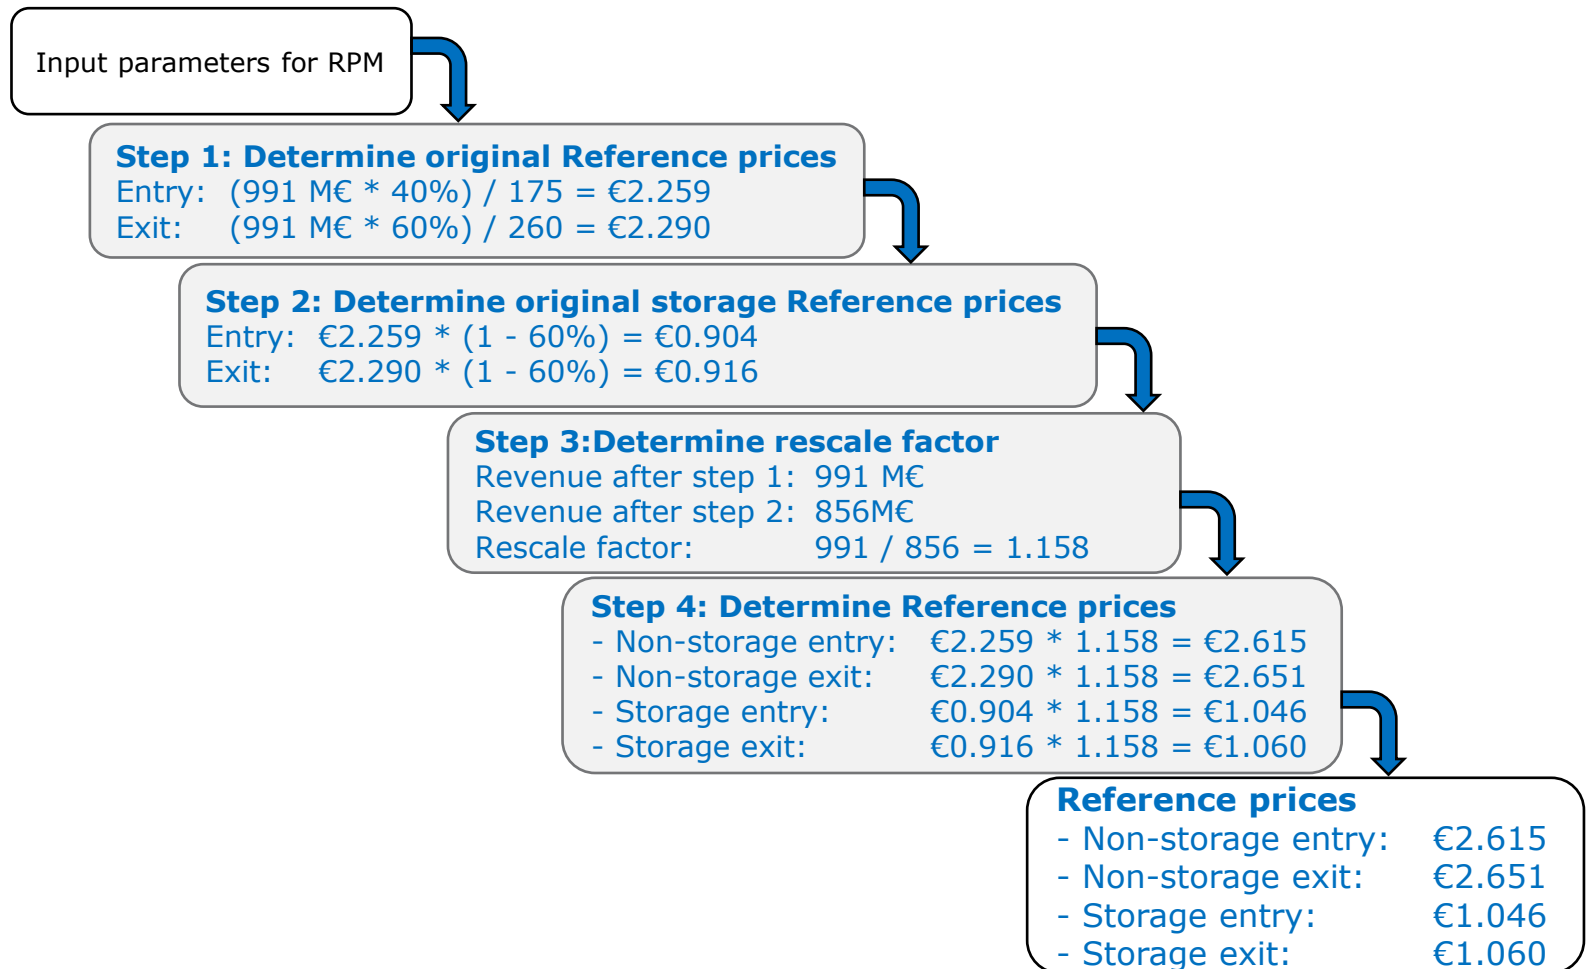 Input parameters for RPM
Step 1: Determine original Reference prices
Entry: (991 M€ * 40%) / 175 = €2.259
Exit: (991 M€ * 60%) / 260 = €2.290
Step 2: Determine original storage Reference prices
Entry: €2.259 * (1 - 60%) = €0.904
Exit: €2.290 * (1 - 60%) = €0.916
Step 3:Determine rescale factor
Revenue after step 1: 991 M€
Revenue after step 2: 856M€
Rescale factor: 991 / 856 = 1.158
Step 4: Determine Reference prices
- Non-storage entry: €2.259 * 1.158 = €2.615
- Non-storage exit: €2.290 * 1.158 = €2.651
- Storage entry: €0.904 * 1.158 = €1.046
- Storage exit: €0.916 * 1.158 = €1.060
Reference prices
- Non-storage entry: €2.615
- Non-storage exit: €2.651
- Storage entry: €1.046
- Storage exit: €1.060